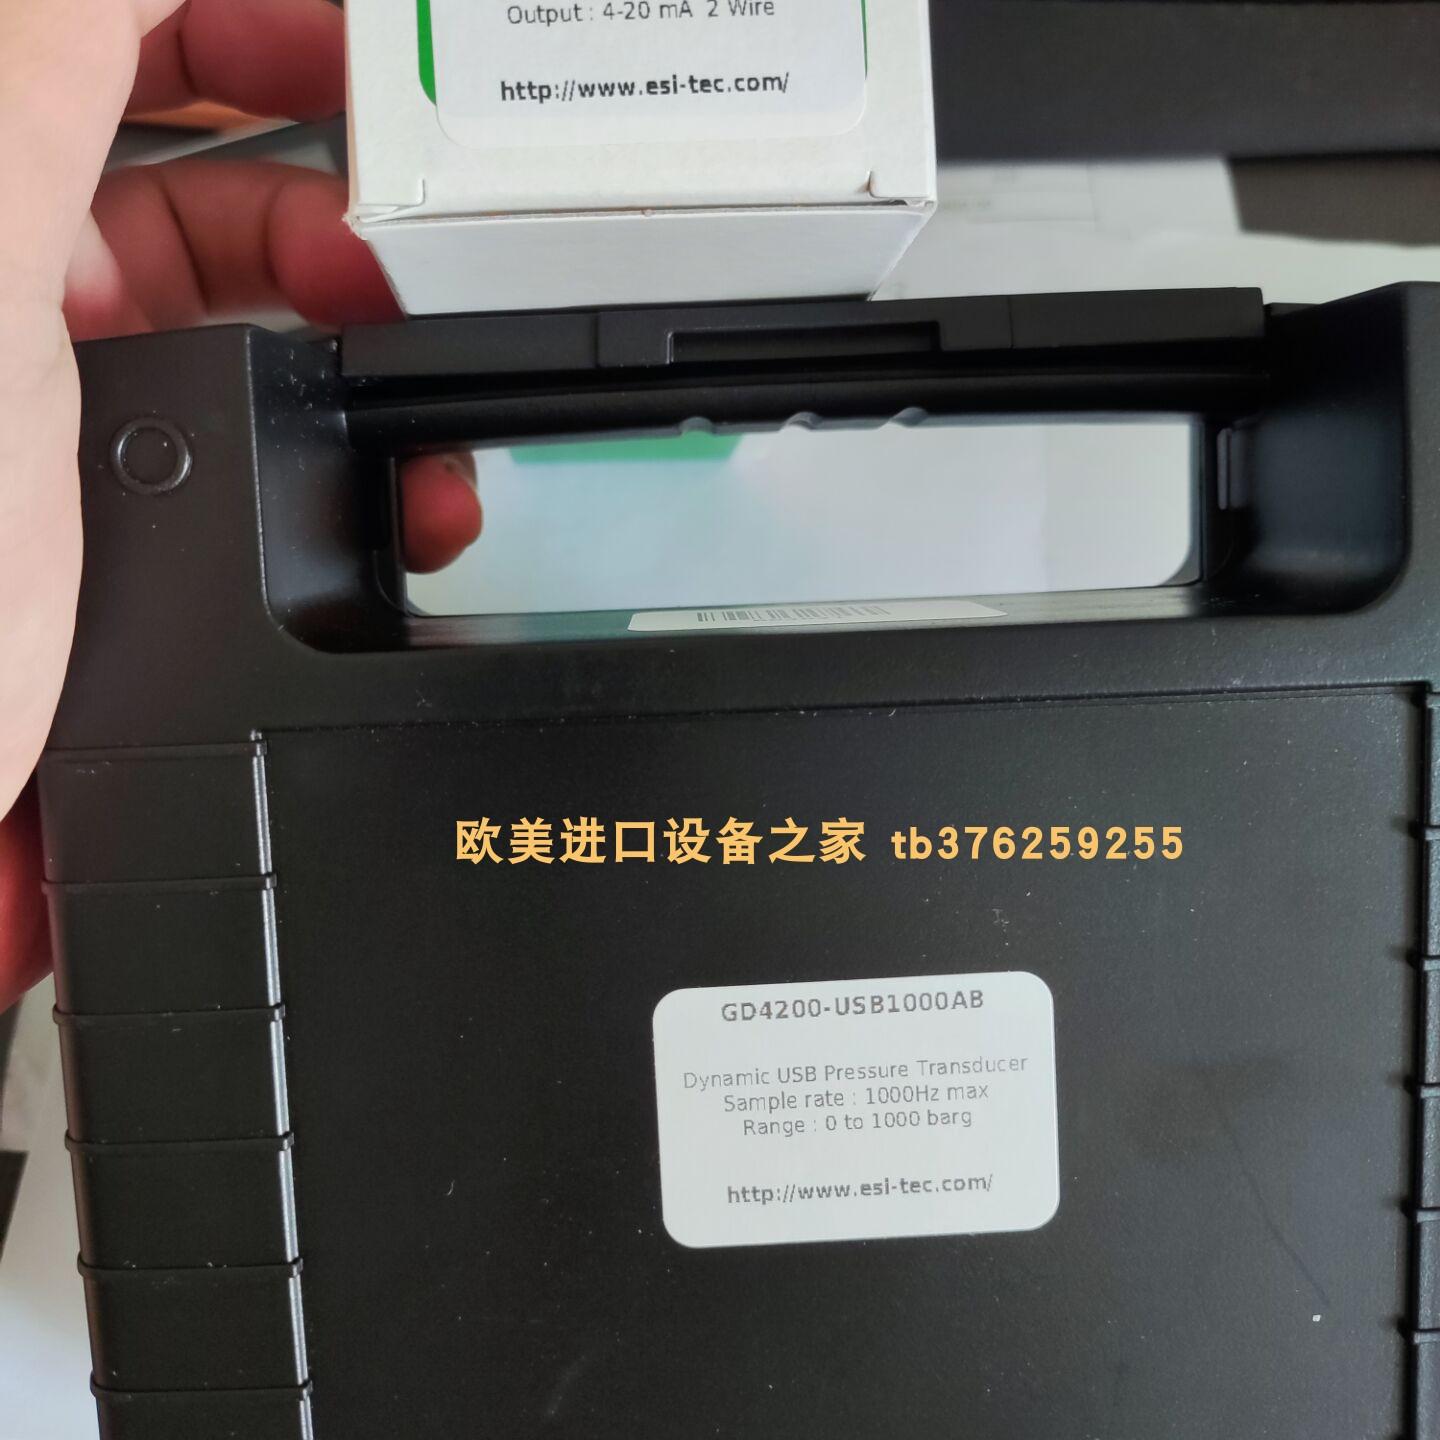 Output : 4-20 mA 2 Wire
http://www.esi-tec.com/
欧美进口设备之家 tb376259255
GD4200-USB1000AB
Dynamic USB Pressure Transducer
Sample rate : 1000Hz max
Range : 0 to 1000 barg
http://www.esi-tec.com/